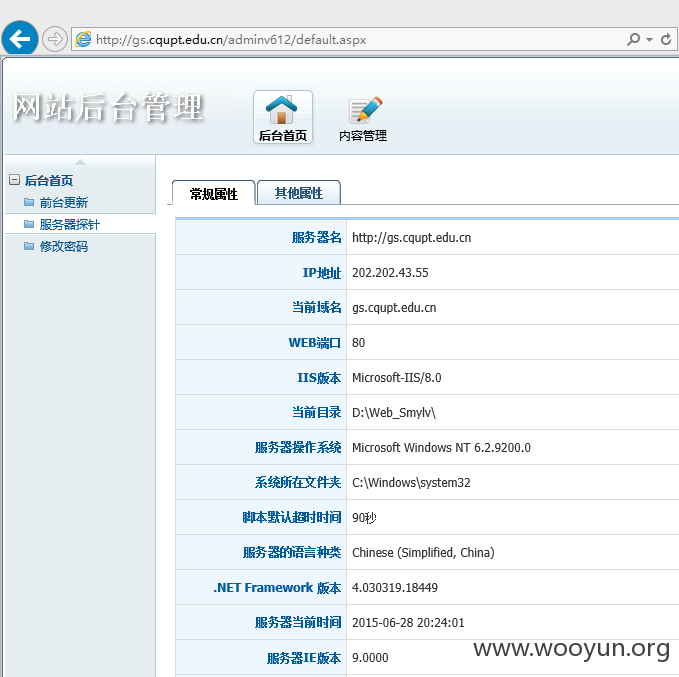 http://gs.cqupt.edu.cn/adminv612/default.aspx
网站后台管理
后台首页
内容管理
后台首页
前台更新
服务器探针
修改密码
常规属性
其他属性
服务器名 http://gs.cqupt.edu.cn
IP地址 202.202.43.55
当前域名 gs.cqupt.edu.cn
WEB端口 80
IIS版本 Microsoft-IIS/8.0
当前目录 D:\Web_Smylv\
服务器操作系统 Microsoft Windows NT 6.2.9200.0
系统所在文件夹 C:\Windows\system32
脚本默认超时时间 90秒
服务器的语言种类 Chinese (Simplified, China)
.NET Framework 版本 4.030319.18449
服务器当前时间 2015-06-28 20:24:01
服务器IE版本 9.0000
www.wooyun.org